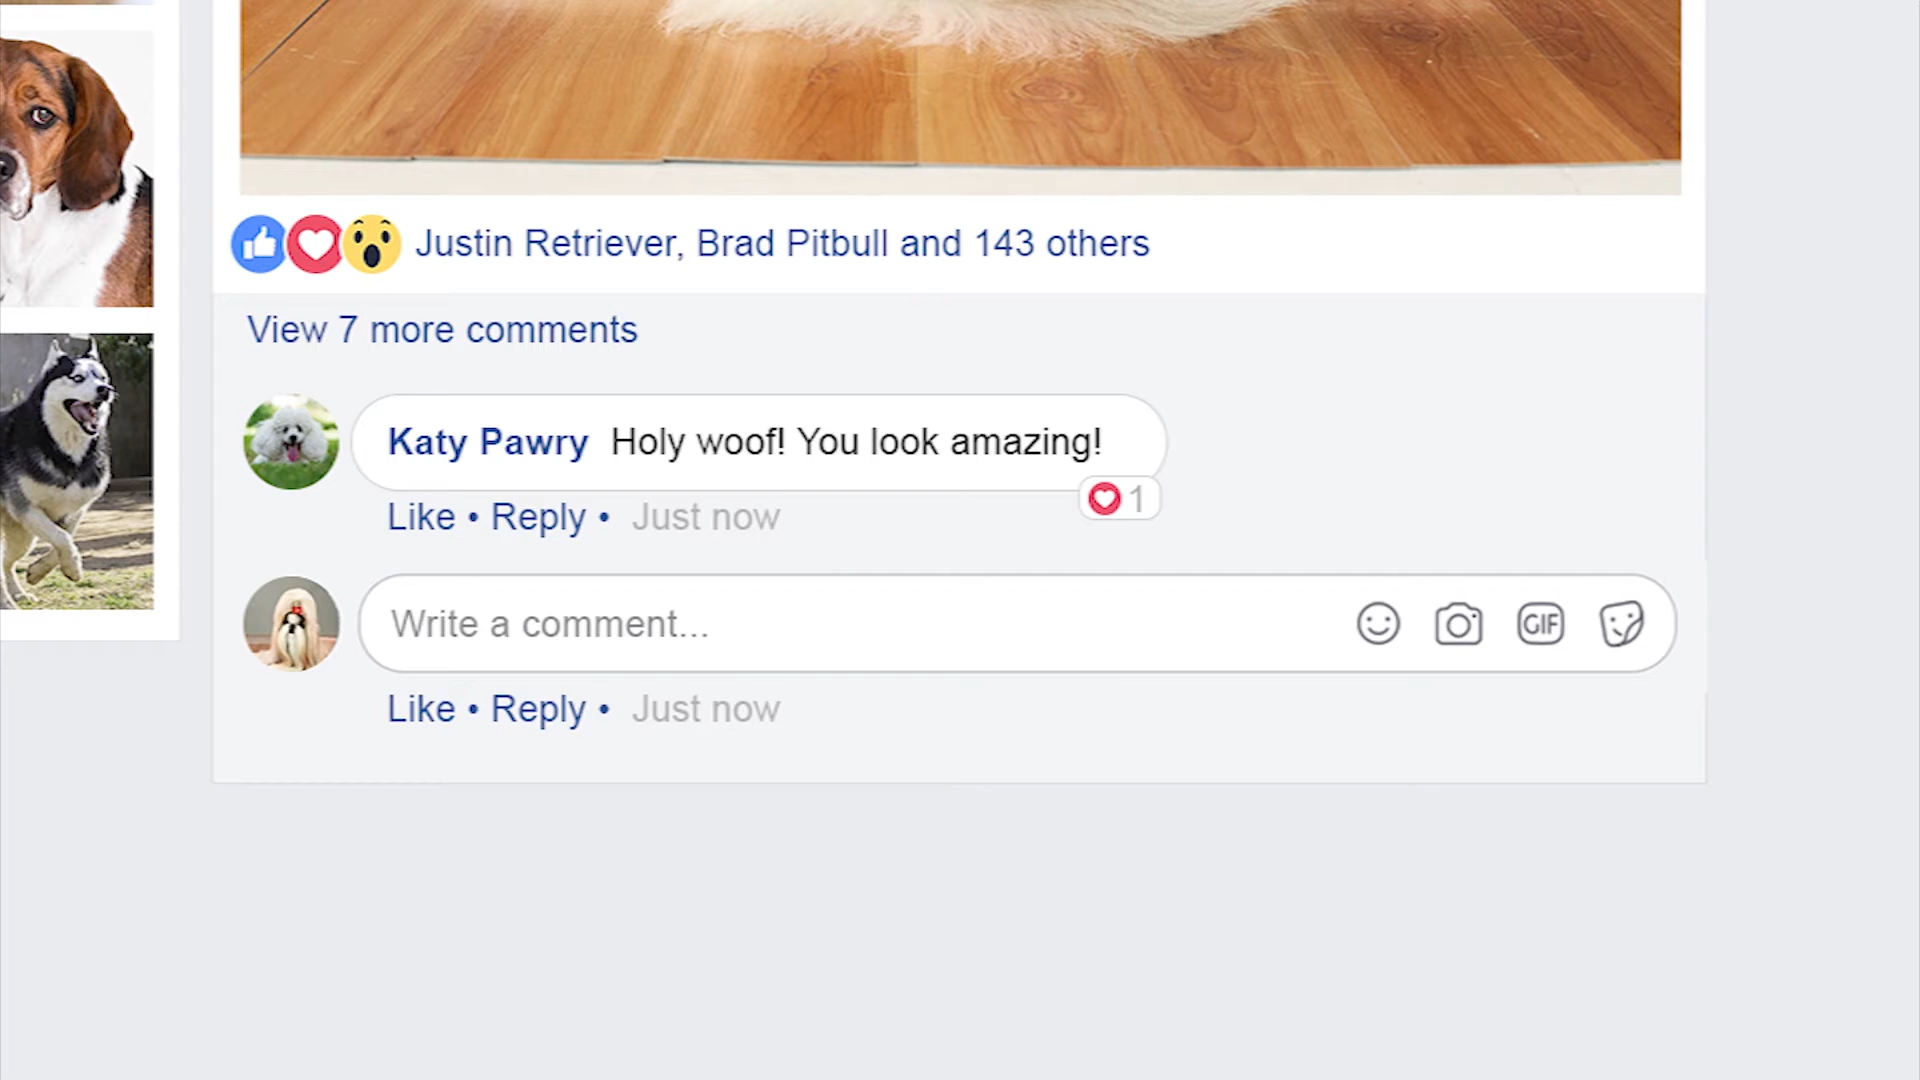 Justin Retriever, Brad Pitbull and 143 others
View 7 more comments
Katy Pawry Holy woof! You look amazing!
1
Like • Reply • Just now
Write a comment...
GIF
Like • Reply • Just now